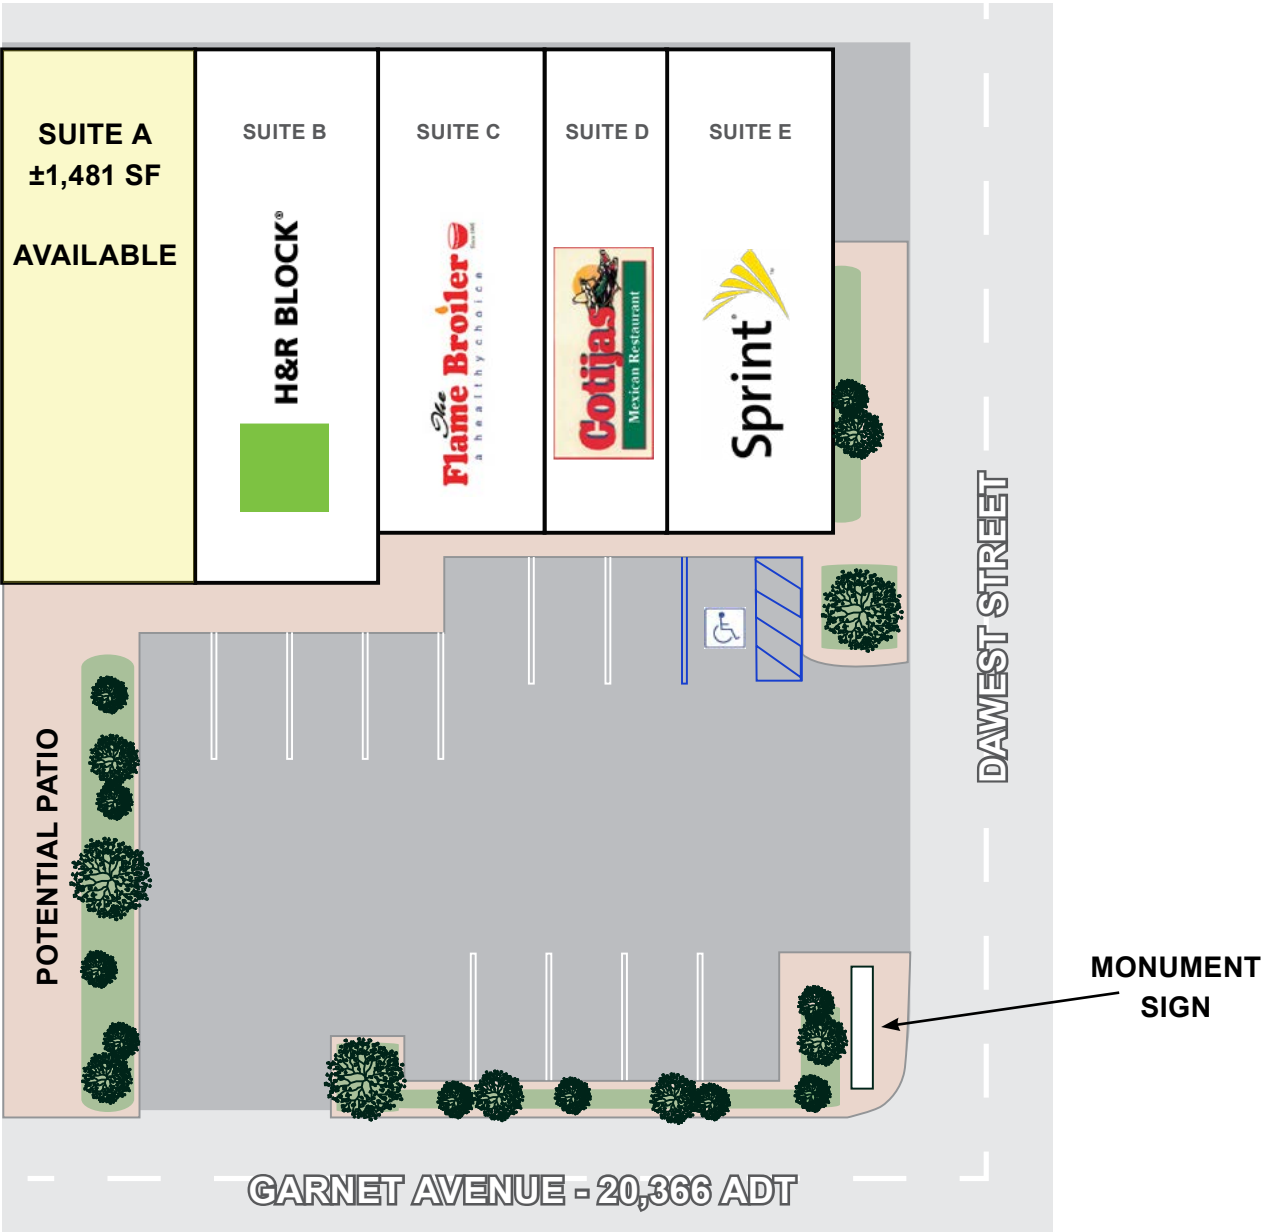 SUITE A
±1,481 SF
AVAILABLE
SUITE B
H&R BLOCK®
SUITE C
The
Flame Broiler
a healthy choice
SUITE D
Cotijas
Mexican Restaurant
SUITE E
Sprint
DAWEST STREET
POTENTIAL PATIO
MONUMENT
SIGN
GARNET AVENUE - 20,366 ADT